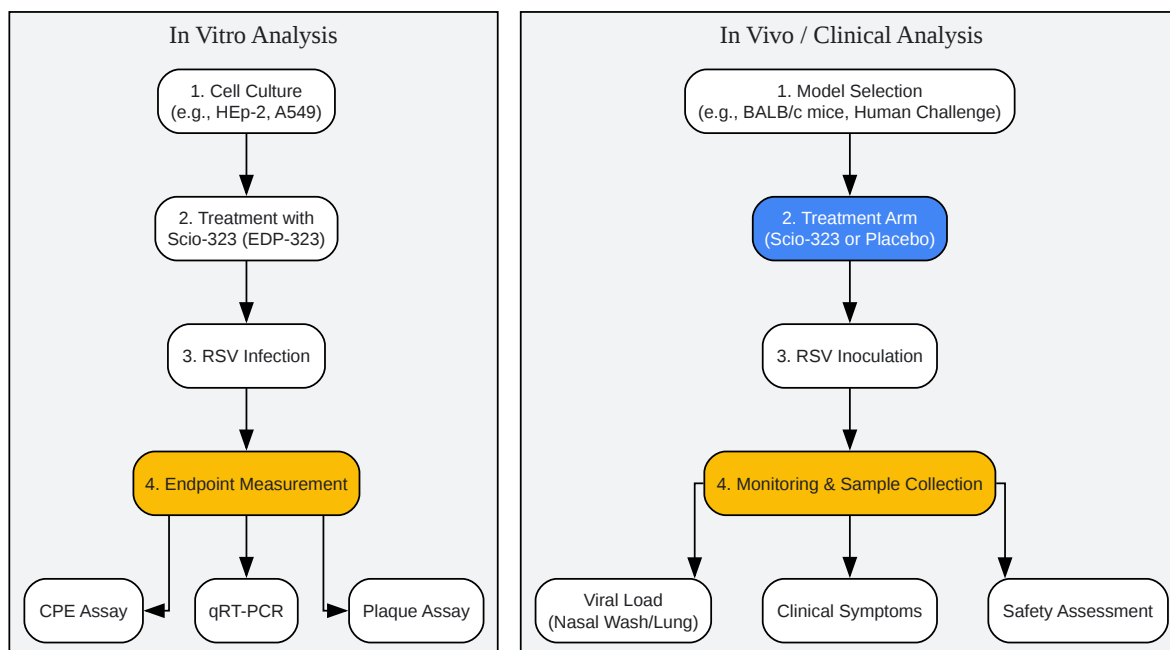 In Vitro Analysis
1. Cell Culture
(e.g., HEp-2, A549)
2. Treatment with
Scio-323 (EDP-323)
3. RSV Infection
4. Endpoint Measurement
CPE Assay
qRT-PCR
Plaque Assay
In Vivo / Clinical Analysis
1. Model Selection
(e.g., BALB/c mice, Human Challenge)
2. Treatment Arm
(Scio-323 or Placebo)
3. RSV Inoculation
4. Monitoring & Sample Collection
Viral Load
(Nasal Wash/Lung)
Clinical Symptoms
Safety Assessment